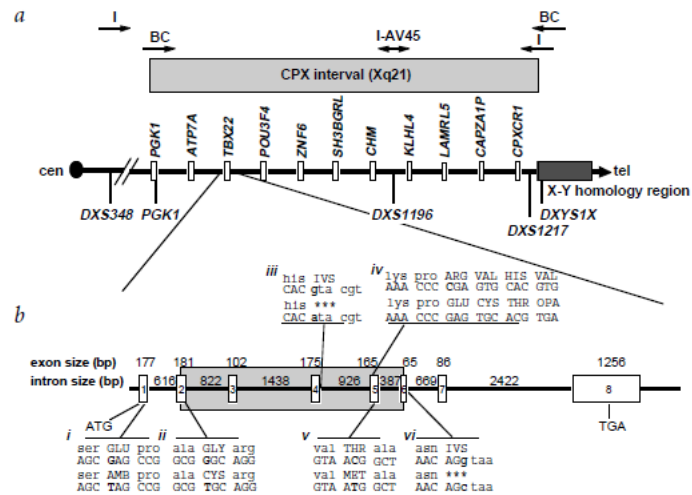 a
I
BC
I-AV45
BC
I
CPX interval (Xq21)
PGK1
ATP7A
TBX22
POU3F4
ZNF6
SH3BGRL
CHM
KLHL4
LAMRL5
CAPZA1P
CPXCR1
cen
tel
X-Y homology region
DXS348
PGK1
DXS1196
DXYS1X
DXS1217
iii
his IVS
CAC gta cgt
his ***
CAC ata cgt
iv
lys pro ARG VAL HIS VAL
AAA CCC CGA GTG CAC GTG
lys pro GLU CYS THR OPA
AAA CCC GAG TGC ACG TGA
b
exon size (bp) 177 181 102 175 165 65 86 1256
intron size (bp) 616 822 1438 926 387 669 2422
1 2 3 4 5 6 7 8
ATG
TGA
i
ser GLU pro
AGC GAG CCG
ser AMB pro
AGC TAG CCG
ii
ala GLY arg
GCG GGC AGG
ala CYS arg
GCG TGC AGG
v
val THR ala
GTA ACG GCT
val MET ala
GTA ATG GCT
vi
asn IVS
AAC AGgtaa
asn ***
AAC AGctaa